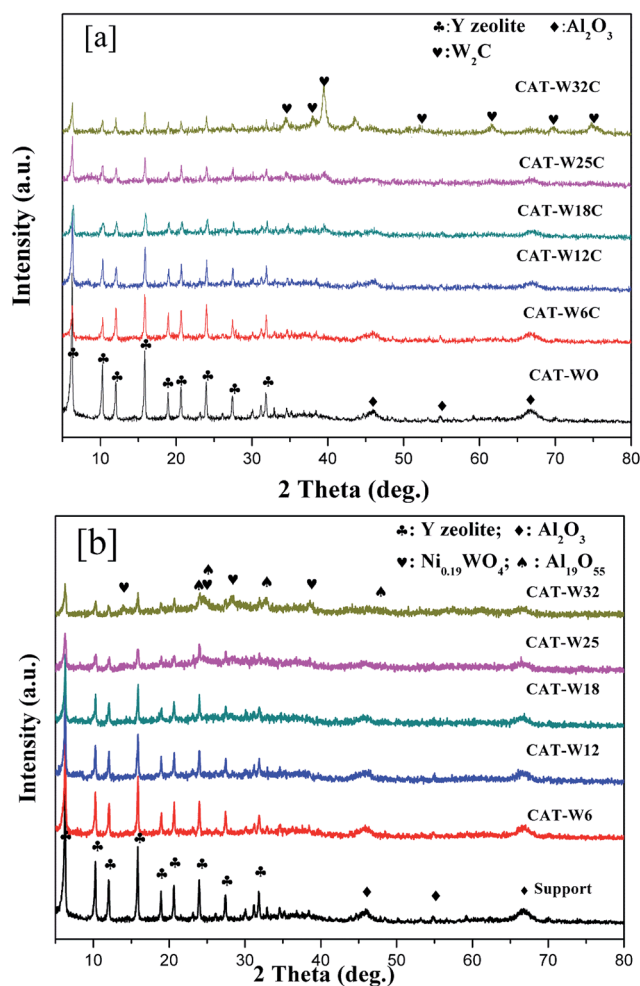 [a]
♣:Y zeolite ♦:Al₂O₃
♥:W₂C
CAT-W32C
CAT-W25C
CAT-W18C
CAT-W12C
CAT-W6C
CAT-WO
Intensity (a.u.)
10 20 30 40 50 60 70 80
2 Theta (deg.)
[b]
♣: Y zeolite; ♦: Al₂O₃
♥: Ni₀.₁₉WO₄; ♠: Al₁₉O₅₅
CAT-W32
CAT-W25
CAT-W18
CAT-W12
CAT-W6
Support
Intensity (a.u.)
10 20 30 40 50 60 70 80
2 Theta (deg.)